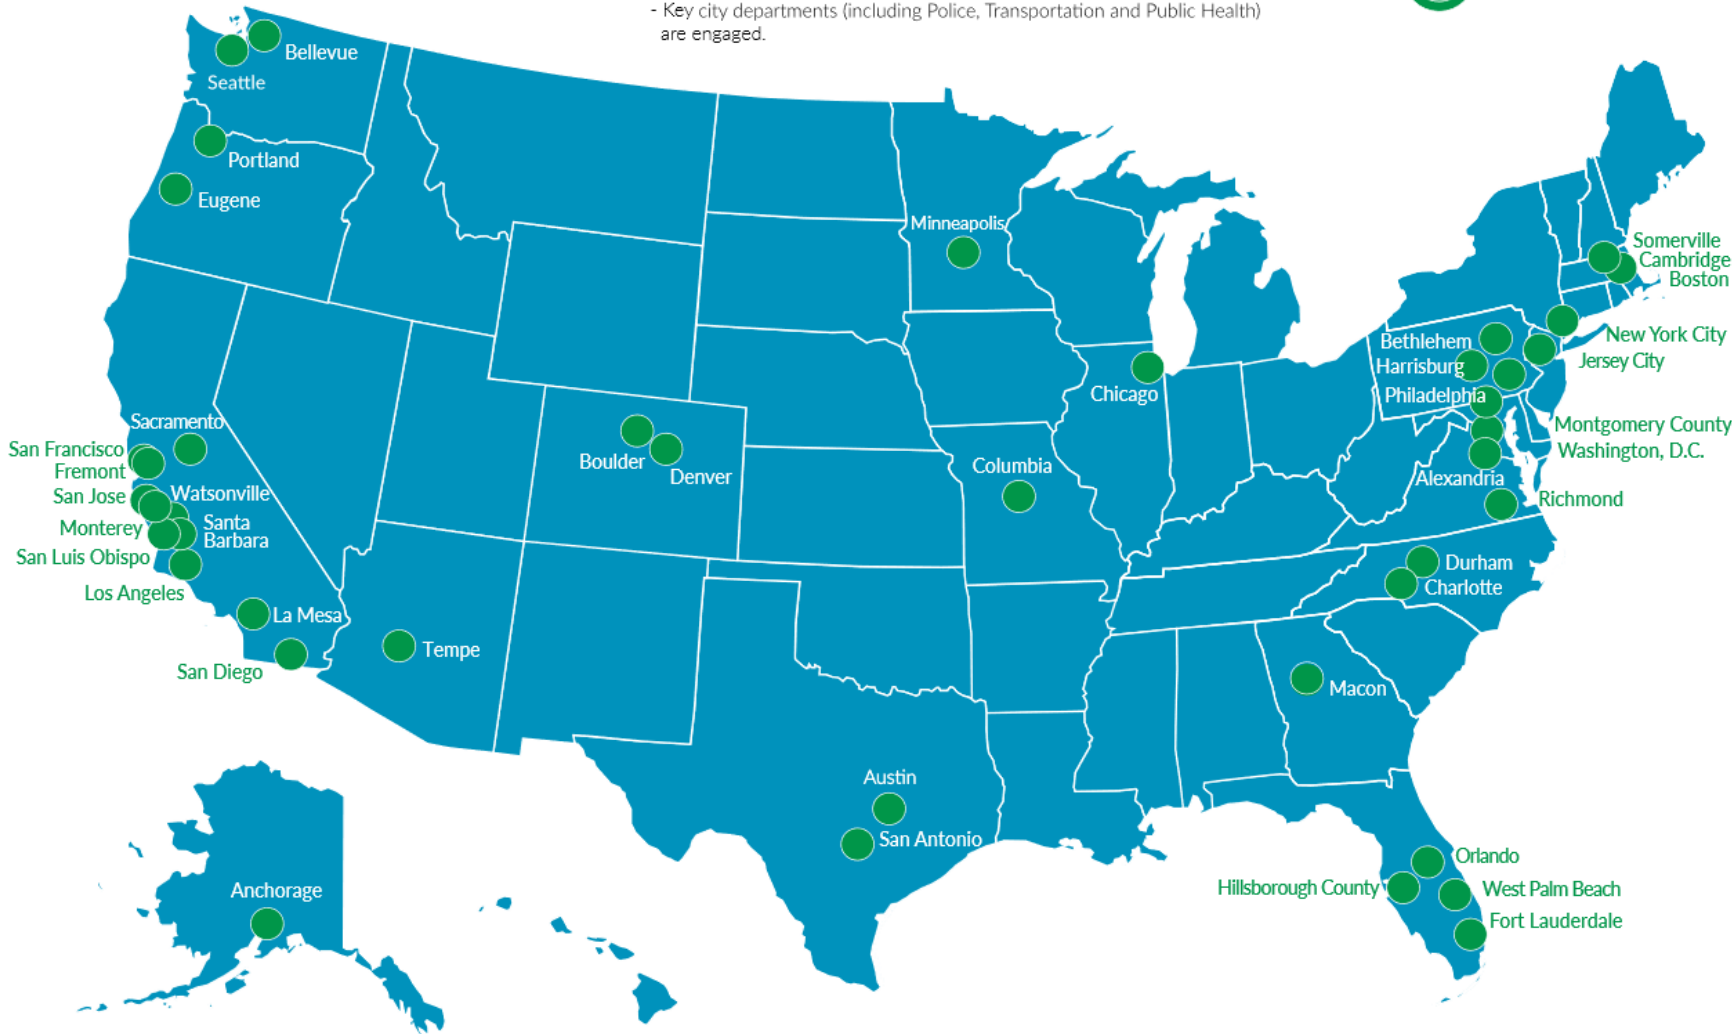 - Key city departments (including Police, Transportation and Public Health)
are engaged.
Bellevue
Seattle
Portland
Eugene
Minneapolis
Somerville
Cambridge
Boston
New York City
Bethlehem
Jersey City
Harrisburg
Chicago
Philadelphia
Sacramento
Montgomery County
San Francisco
Washington, D.C.
Boulder
Columbia
Fremont
Denver
Alexandria
San Jose
Watsonville
Richmond
Monterey
Santa
Barbara
San Luis Obispo
Durham
Charlotte
Los Angeles
La Mesa
Tempe
San Diego
Macon
Austin
San Antonio
Orlando
Anchorage
Hillsborough County
West Palm Beach
Fort Lauderdale